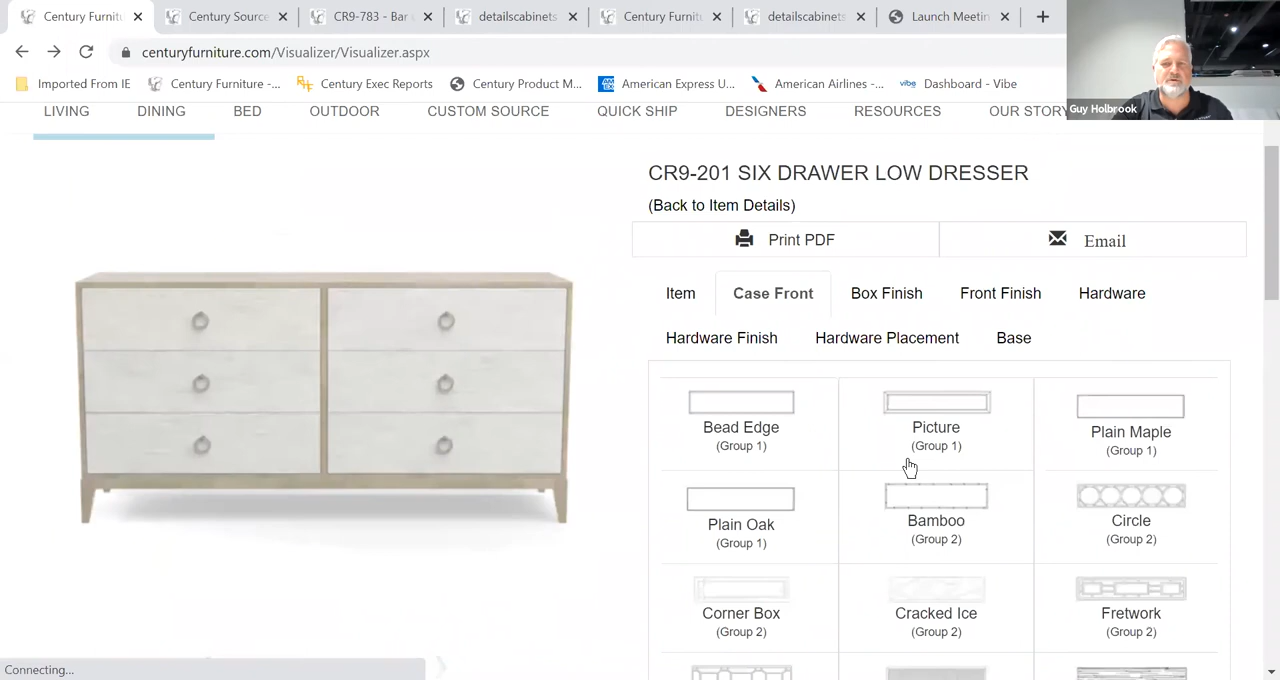 Century Furnitu
Century Source
CR9-783 - Bar
detailscabinets
Century Furnitu
detailscabinets
Launch Meetin
centuryfurniture.com/Visualizer/Visualizer.aspx
Imported From IE
Century Furniture -...
Century Exec Reports
Century Product M...
American Express U...
American Airlines -...
vibe
Dashboard - Vibe
Guy Holbrook
LIVING
DINING
BED
OUTDOOR
CUSTOM SOURCE
QUICK SHIP
DESIGNERS
RESOURCES
OUR STORY
CR9-201 SIX DRAWER LOW DRESSER
(Back to Item Details)
Print PDF
Email
Item
Case Front
Box Finish
Front Finish
Hardware
Hardware Finish
Hardware Placement
Base
Bead Edge
(Group 1)
Picture
(Group 1)
Plain Maple
(Group 1)
Plain Oak
(Group 1)
Bamboo
(Group 2)
Circle
(Group 2)
Corner Box
(Group 2)
Cracked Ice
(Group 2)
Fretwork
(Group 2)
Connecting...